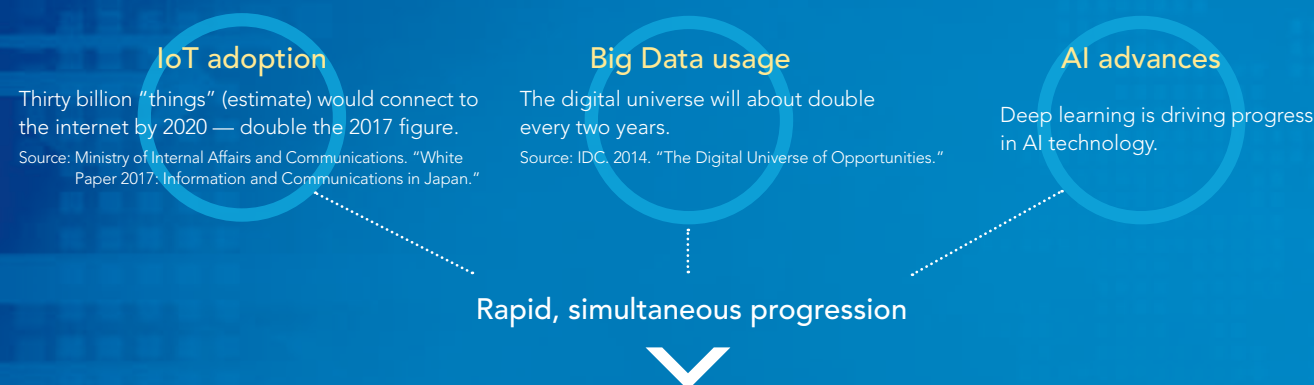 IoT adoption
Thirty billion “things” (estimate) would connect to
the internet by 2020 — double the 2017 figure.
Source: Ministry of Internal Affairs and Communications. “White
Paper 2017: Information and Communications in Japan.”
Big Data usage
The digital universe will about double
every two years.
Source: IDC. 2014. “The Digital Universe of Opportunities.”
AI advances
Deep learning is driving progress
in AI technology.
Rapid, simultaneous progression